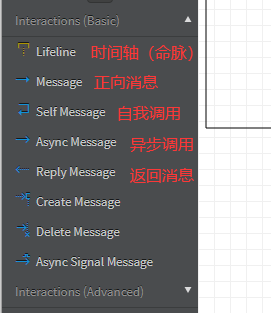 Interactions (Basic)
Lifeline 时间轴（命脉）
Message 正向消息
Self Message 自我调用
Async Message 异步调用
Reply Message 返回消息
Create Message
Delete Message
Async Signal Message
Interactions (Advanced)